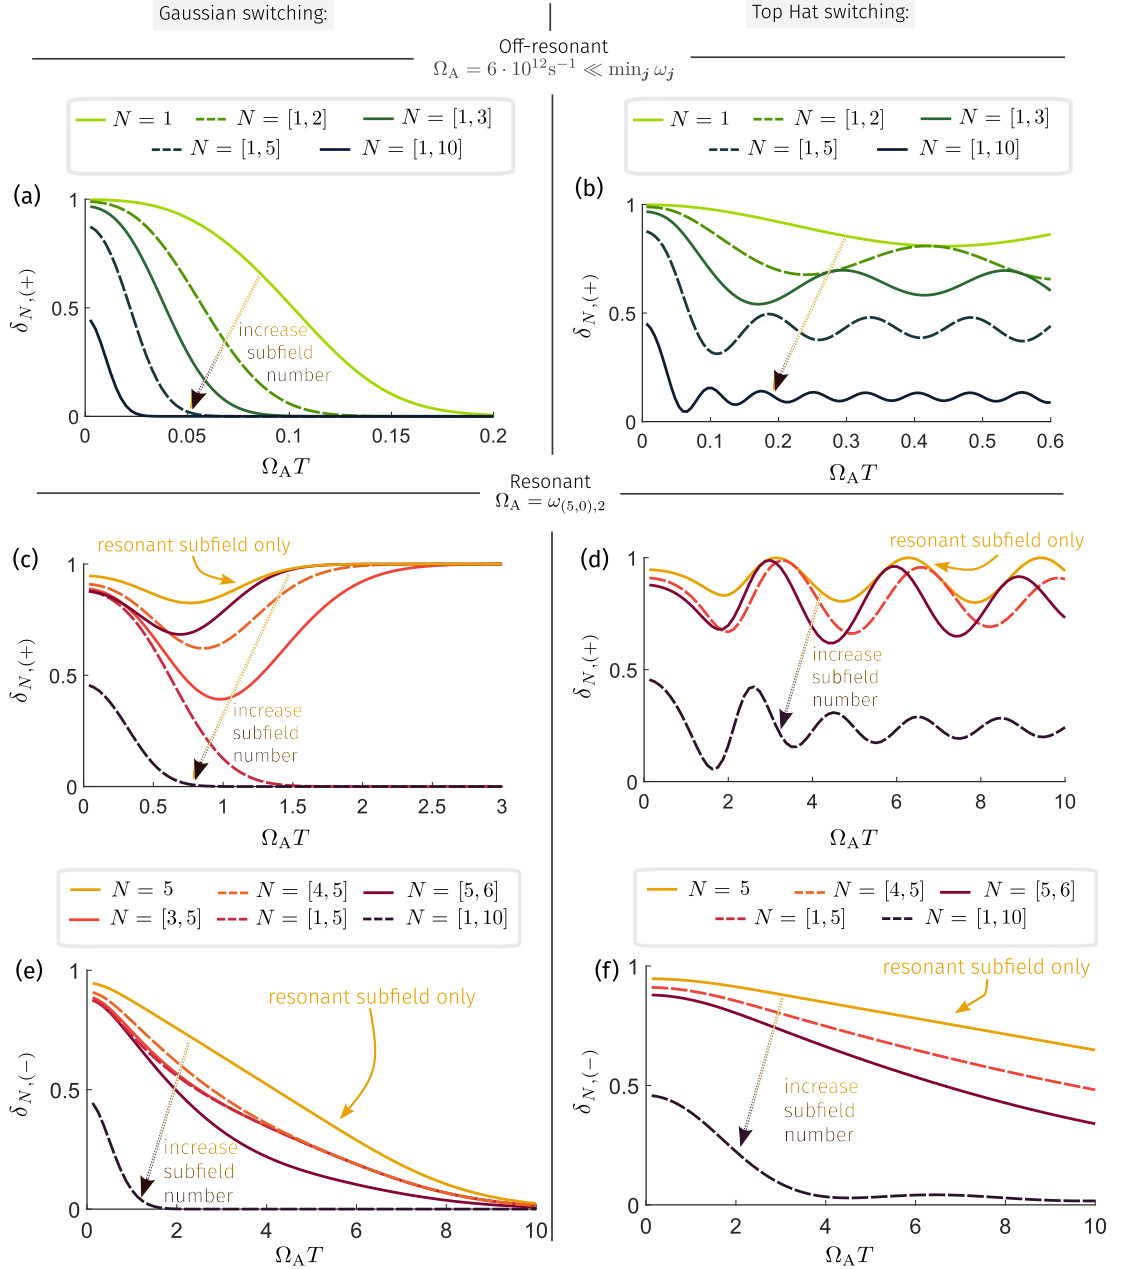 Gaussian switching:
Top Hat switching:
Off-resonant
Ω_A = 6 · 10^12 s^−1 ≪ min_j ω_j
N = 1 N = [1, 2] N = [1, 3]
N = [1, 5] N = [1, 10]
N = 1 N = [1, 2] N = [1, 3]
N = [1, 5] N = [1, 10]
(a)
δ_N,(+)
1
0.5
0
increase
subfield
number
0 0.05 0.1 0.15 0.2
Ω_A T
(b)
δ_N,(+)
1
0.5
0
increase
subfield
number
0 0.1 0.2 0.3 0.4 0.5 0.6
Ω_A T
Resonant
Ω_A = ω_(5,0),2
(c)
resonant subfield only
δ_N,(+)
1
0.5
0
increase
subfield
number
0 0.5 1 1.5 2 2.5 3
Ω_A T
(d)
resonant subfield only
δ_N,(+)
1
0.5
0
increase
subfield
number
0 2 4 6 8 10
Ω_A T
N = 5 N = [4, 5] N = [5, 6]
N = [3, 5] N = [1, 5] N = [1, 10]
N = 5 N = [4, 5] N = [5, 6]
N = [1, 5] N = [1, 10]
(e)
resonant subfield only
δ_N,(−)
1
0.5
0
increase
subfield
number
0 2 4 6 8 10
Ω_A T
(f)
resonant subfield only
δ_N,(−)
1
0.5
0
increase
subfield
number
0 2 4 6 8 10
Ω_A T